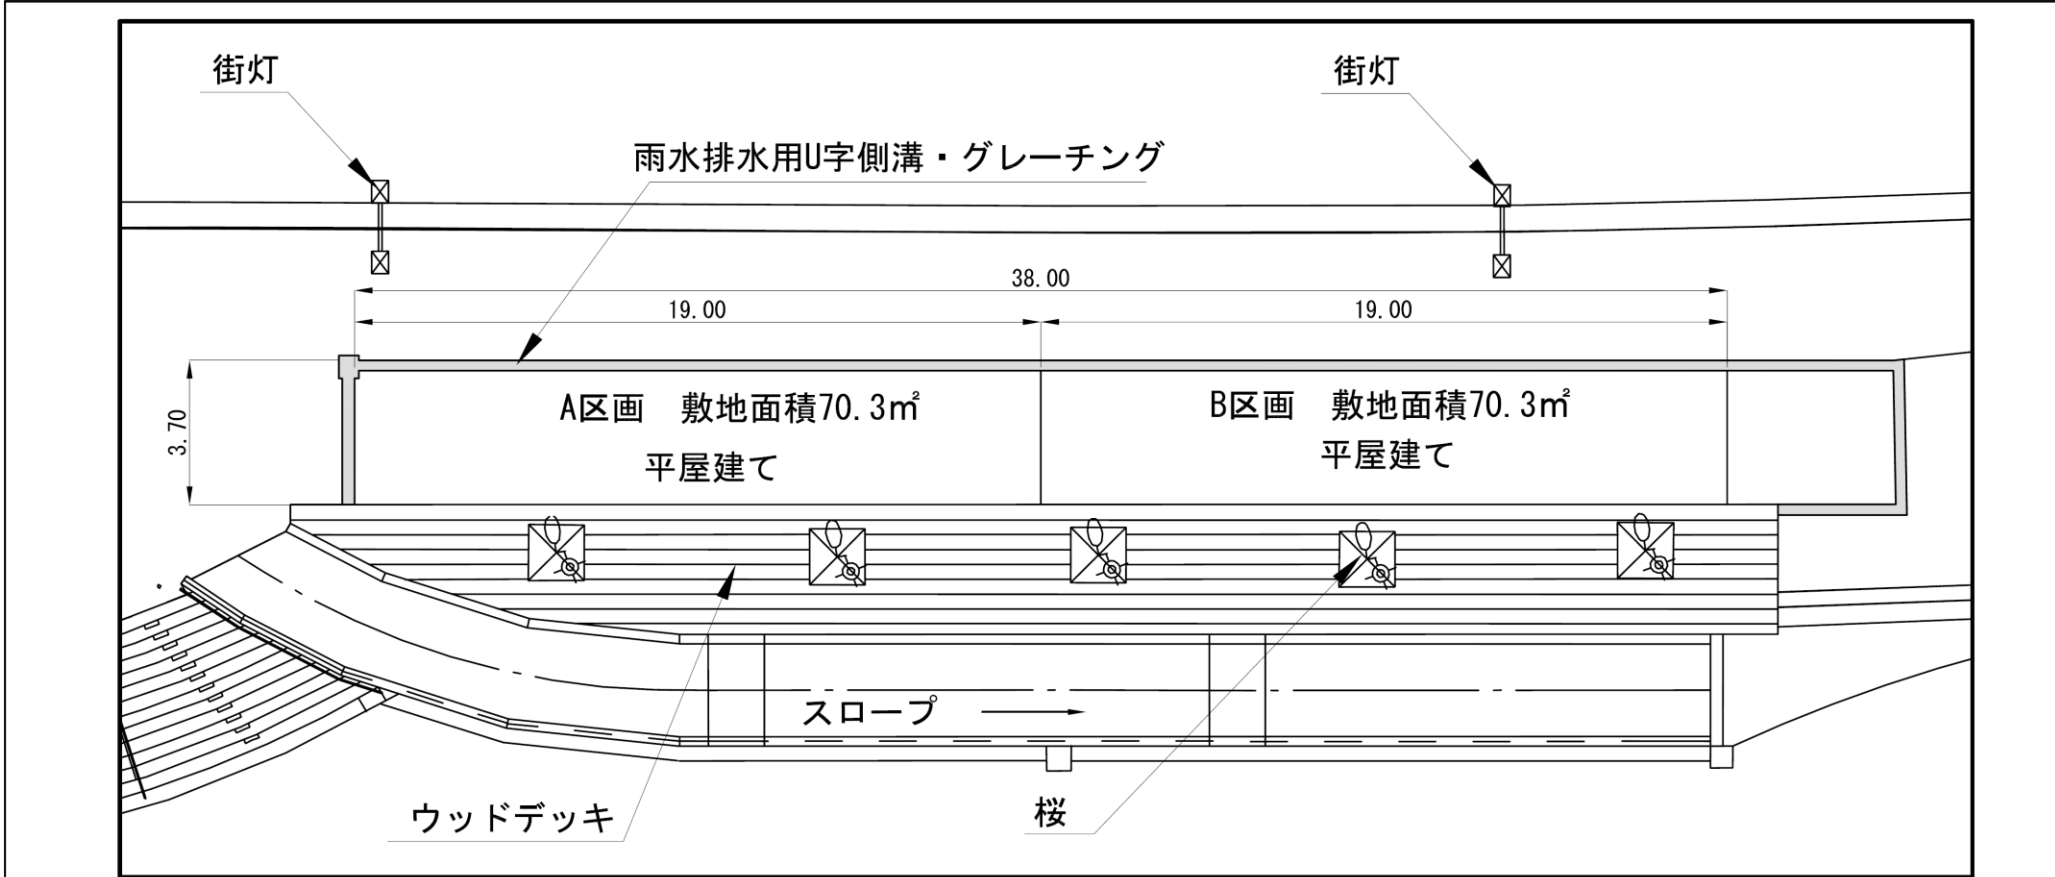 街灯
街灯
雨水排水用U字側溝・グレーチング
38.00
19.00
19.00
3.70
A区画　敷地面積70.3㎡
平屋建て
B区画　敷地面積70.3㎡
平屋建て
スロープ
ウッドデッキ
桜